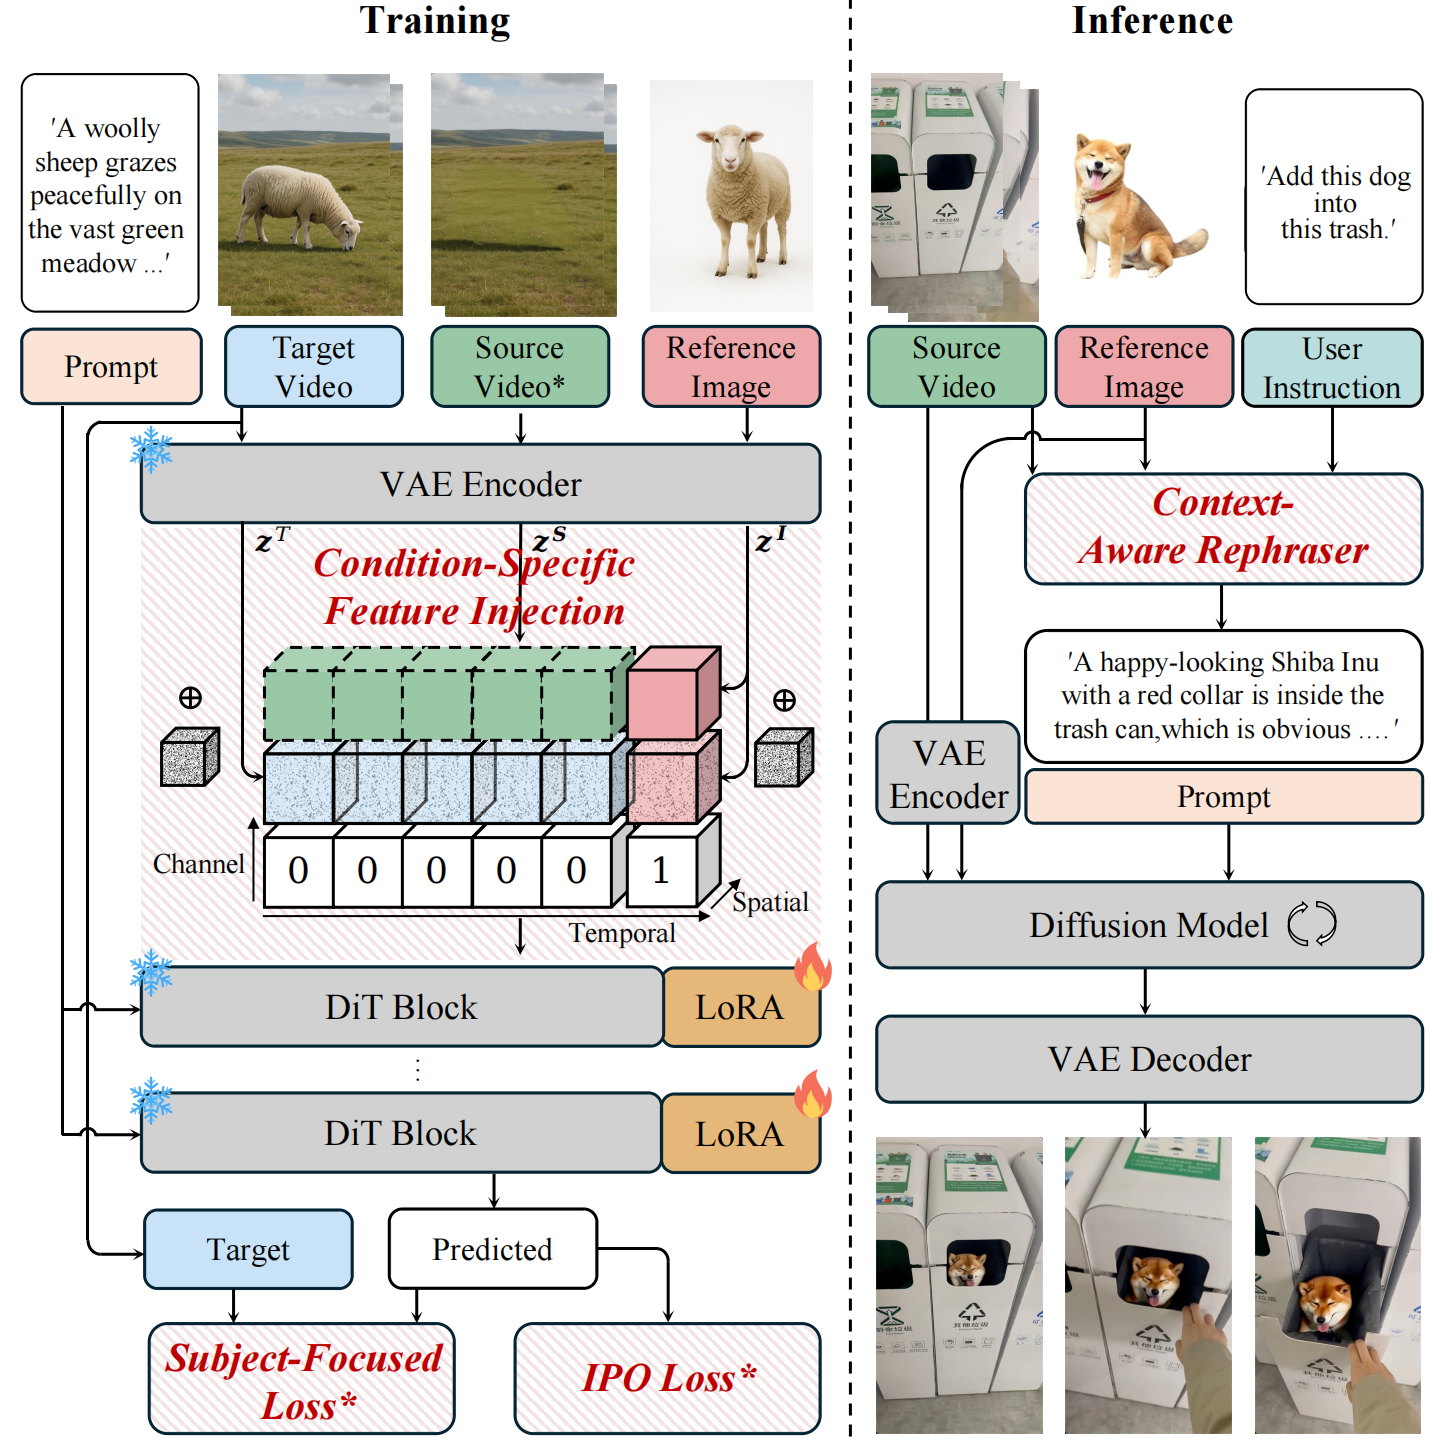 Training
Inference
'A woolly
sheep grazes
peacefully on
the vast green
meadow ...'
'Add this dog
into
this trash.'
Prompt
Target
Video
Source
Video*
Reference
Image
Source
Video
Reference
Image
User
Instruction
VAE Encoder
z^T
z^S
z^I
Condition-Specific
Feature Injection
Context-
Aware Rephraser
'A happy-looking Shiba Inu
with a red collar is inside the
trash can,which is obvious ....'
VAE
Encoder
Prompt
Channel
0 0 0 0 0 1
Spatial
Temporal
Diffusion Model
DiT Block
LoRA
VAE Decoder
⋮
DiT Block
LoRA
Target
Predicted
Subject-Focused
Loss*
IPO Loss*
其他垃圾